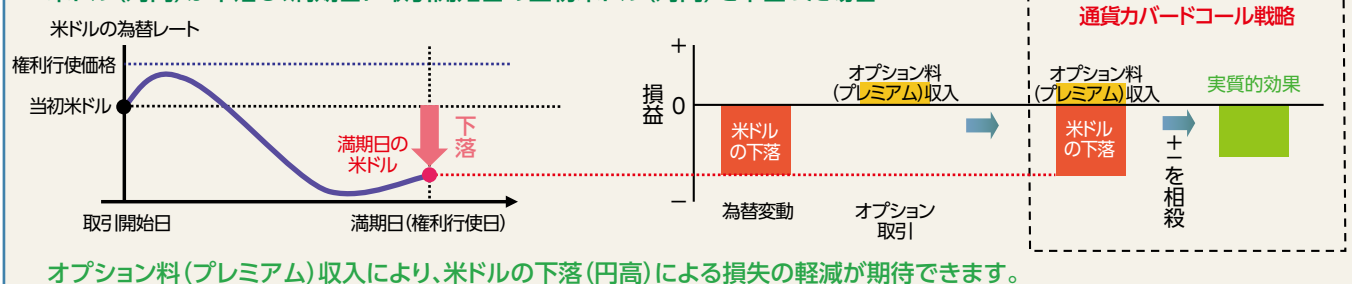 通貨カバードコール戦略
米ドルの為替レート
権利行使価格
当初米ドル
下落
満期日の
米ドル
取引開始日
満期日(権利行使日)
損益
+
0
−
米ドル
の下落
オプション料
(プレミアム)収入
為替変動
オプション
取引
オプション料
(プレミアム)収入
米ドル
の下落
+−を相殺
実質的効果
オプション料(プレミアム)収入により、米ドルの下落(円高)による損失の軽減が期待できます。